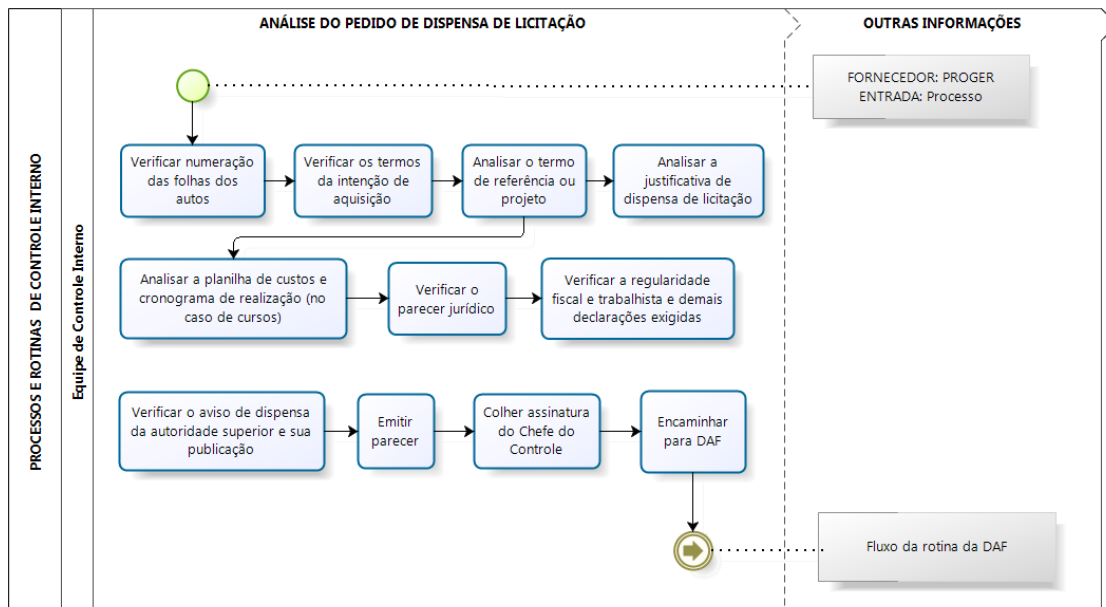 ANÁLISE DO PEDIDO DE DISPENSA DE LICITAÇÃO
OUTRAS INFORMAÇÕES
PROCESSOS E ROTINAS DE CONTROLE INTERNO
Equipe de Controle Interno
FORNECEDOR: PROGER
ENTRADA: Processo
Verificar numeração
das folhas dos
autos
Verificar os termos
da intenção de
aquisição
Analisar o termo
de referência ou
projeto
Analisar a
justificativa de
dispensa de licitação
Analisar a planilha de custos e
cronograma de realização (no
caso de cursos)
Verificar o
parecer jurídico
Verificar a regularidade
fiscal e trabalhista e demais
declarações exigidas
Verificar o aviso de dispensa
da autoridade superior e sua
publicação
Emitir
parecer
Colher assinatura
do Chefe do
Controle
Encaminhar
para DAF
Fluxo da rotina da DAF